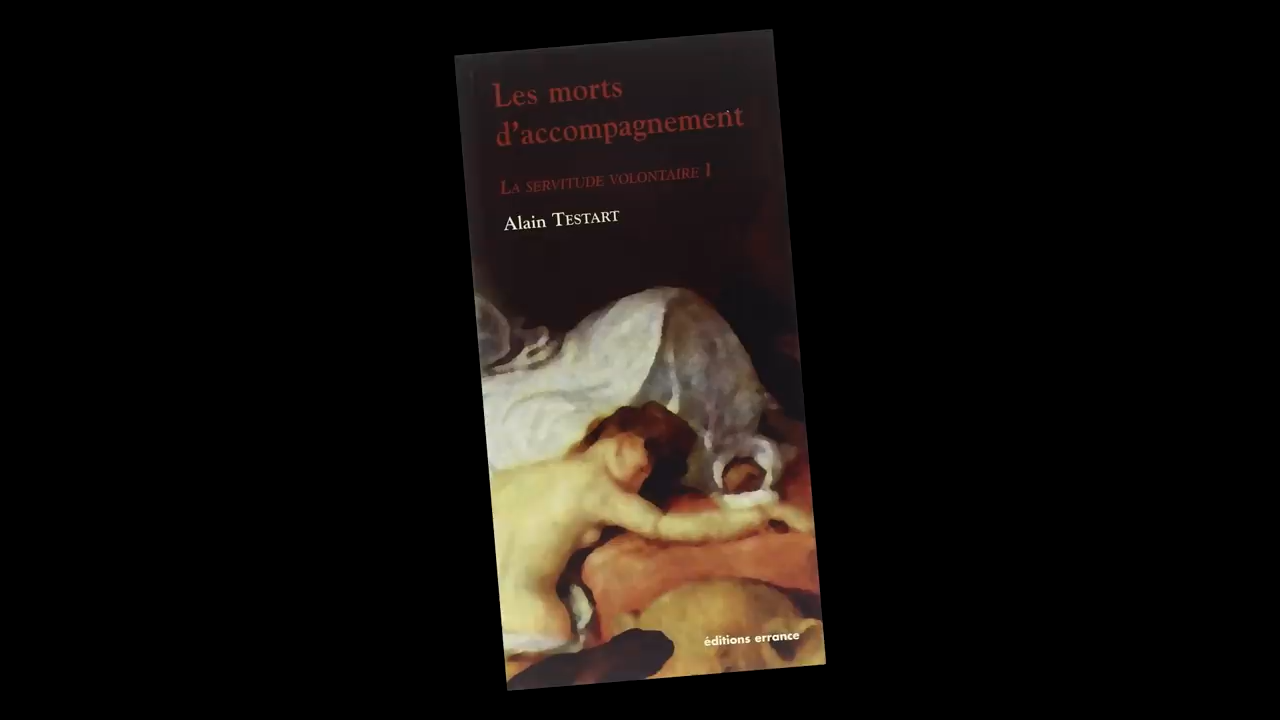 Les morts
d'accompagnement
LA SERVITUDE VOLONTAIRE I
Alain TESTART
éditions errance